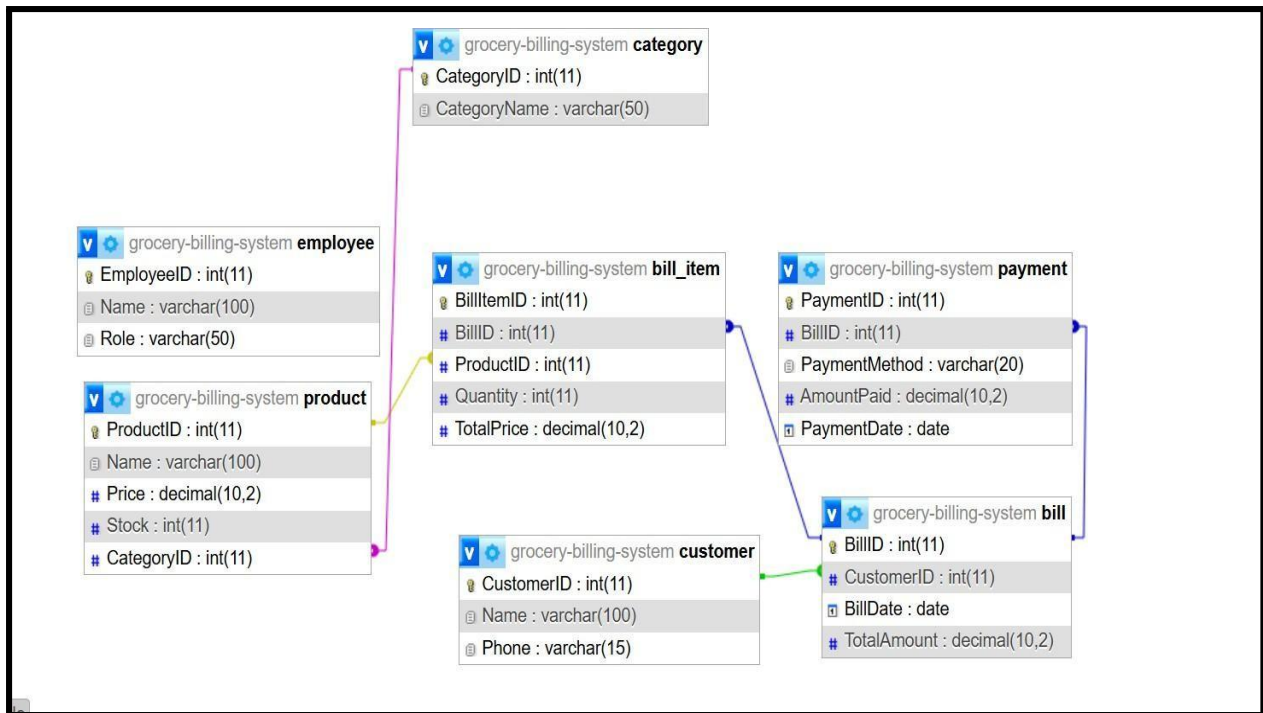 grocery-billing-system category
CategoryID : int(11)
CategoryName : varchar(50)
grocery-billing-system employee
EmployeeID : int(11)
Name : varchar(100)
Role : varchar(50)
grocery-billing-system product
ProductID : int(11)
Name : varchar(100)
Price : decimal(10,2)
Stock : int(11)
CategoryID : int(11)
grocery-billing-system bill_item
BillItemID : int(11)
BillID : int(11)
ProductID : int(11)
Quantity : int(11)
TotalPrice : decimal(10,2)
grocery-billing-system payment
PaymentID : int(11)
BillID : int(11)
PaymentMethod : varchar(20)
AmountPaid : decimal(10,2)
PaymentDate : date
grocery-billing-system customer
CustomerID : int(11)
Name : varchar(100)
Phone : varchar(15)
grocery-billing-system bill
BillID : int(11)
CustomerID : int(11)
BillDate : date
TotalAmount : decimal(10,2)